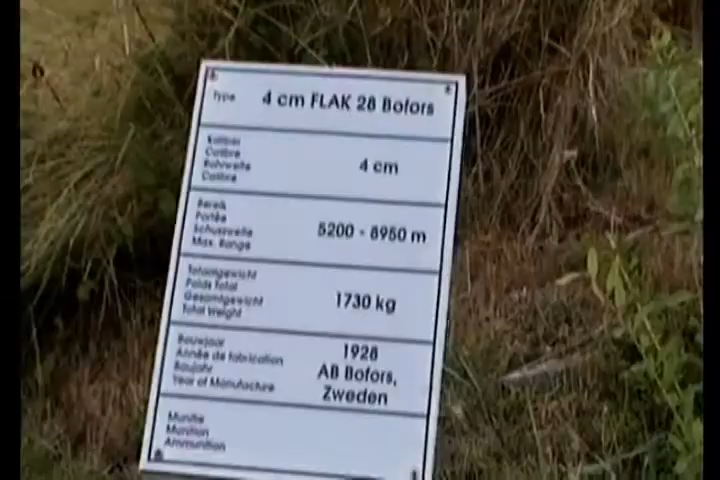 Type 4 cm FLAK 28 Bofors
Kaliber
Calibre
Rohrweite
Calibre
4 cm
Bereik
Portée
Schussweite
Max. Range
5200 - 8950 m
Totaalgewicht
Poids Total
Gesamtgewicht
Total Weight
1730 kg
Bouwjaar
Année de fabrication
Baujahr
Year of Manufacture
1928
AB Bofors,
Zweden
Munitie
Munition
Ammunition